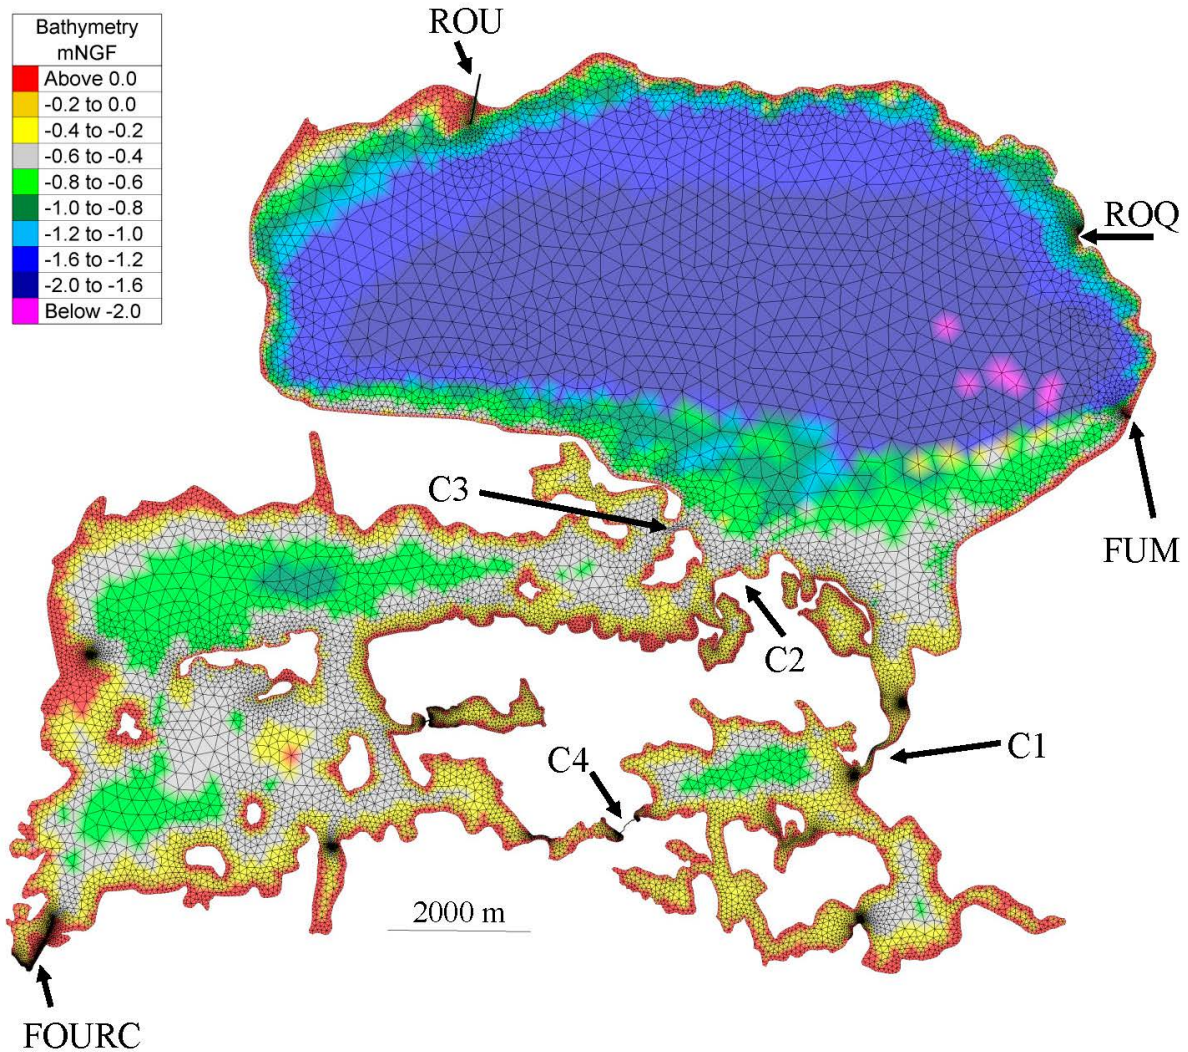 Bathymetry
mNGF
Above 0.0
-0.2 to 0.0
-0.4 to -0.2
-0.6 to -0.4
-0.8 to -0.6
-1.0 to -0.8
-1.2 to -1.0
-1.6 to -1.2
-2.0 to -1.6
Below -2.0
ROU
ROQ
C3
FUM
C2
C1
C4
2000 m
FOURC